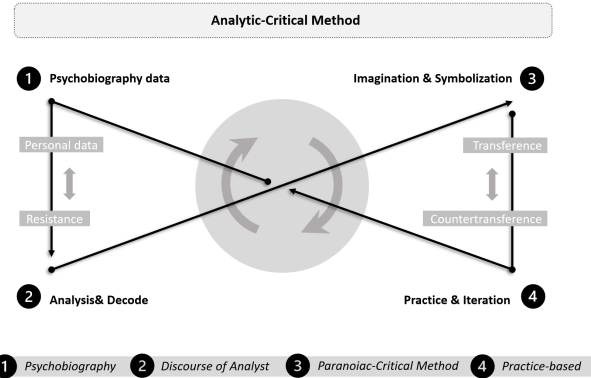 Analytic-Critical Method
1 Psychobiography data
Imagination & Symbolization 3
Personal data
Transference
Resistance
Countertransference
2 Analysis& Decode
Practice & Iteration 4
1 Psychobiography 2 Discourse of Analyst 3 Paranoiac-Critical Method 4 Practice-based